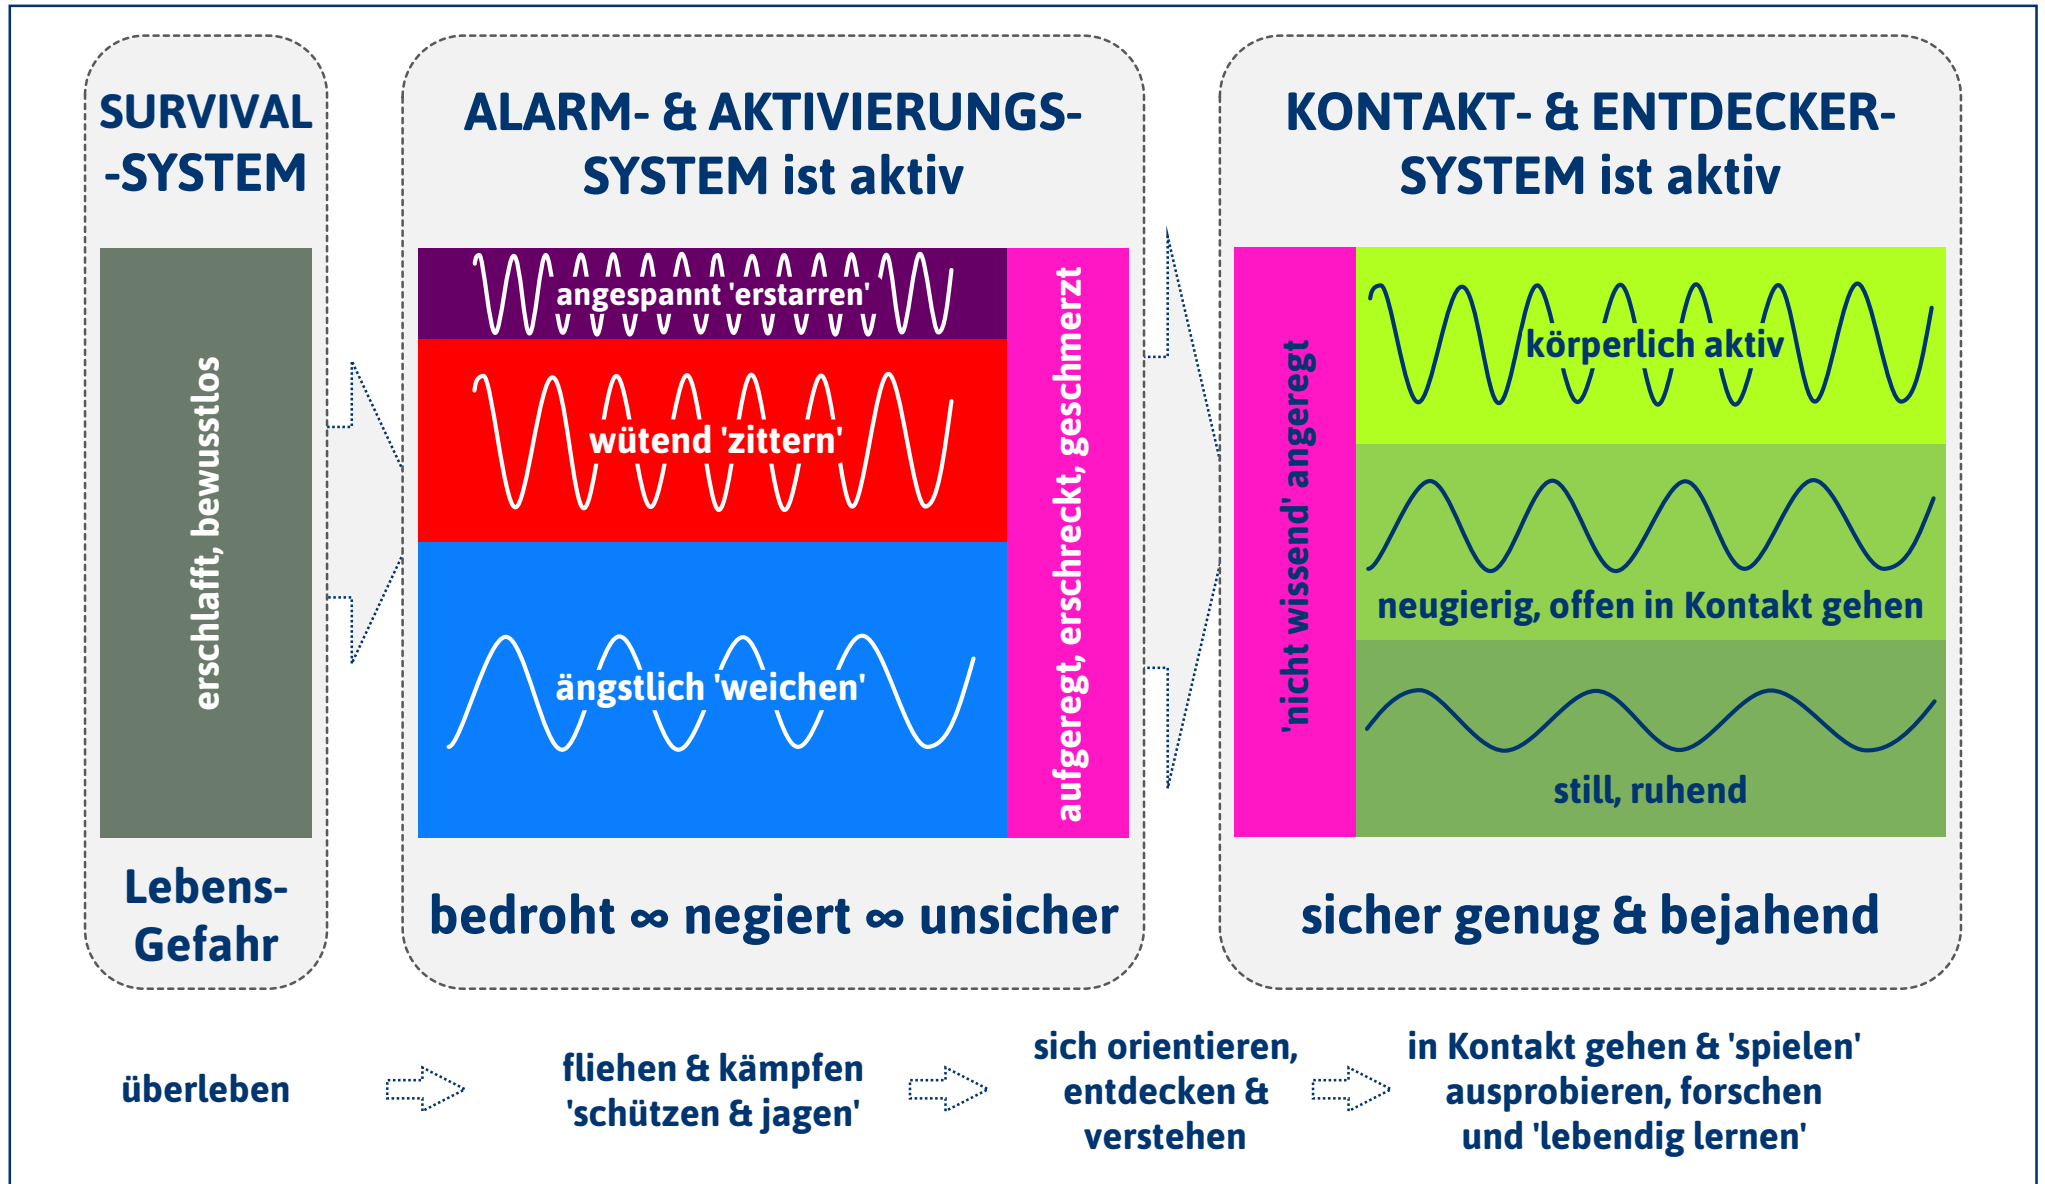 SURVIVAL
-SYSTEM
erschlafft, bewusstlos
Lebens-
Gefahr
ALARM- & AKTIVIERUNGS-
SYSTEM ist aktiv
angespannt 'erstarren'
wütend 'zittern'
ängstlich 'weichen'
aufgeregt, erschreckt, geschmerzt
bedroht ∞ negiert ∞ unsicher
KONTAKT- & ENTDECKER-
SYSTEM ist aktiv
'nicht wissend' angeregt
körperlich aktiv
neugierig, offen in Kontakt gehen
still, ruhend
sicher genug & bejahend
überleben
fliehen & kämpfen
'schützen & jagen'
sich orientieren,
entdecken &
verstehen
in Kontakt gehen & 'spielen'
ausprobieren, forschen
und 'lebendig lernen'